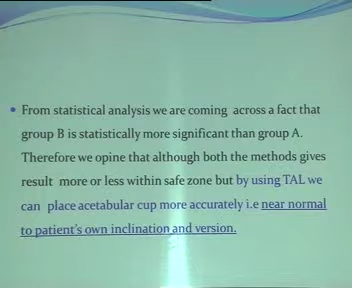 • From statistical analysis we are coming across a fact that
group B is statistically more significant than group A.
Therefore we opine that although both the methods gives
result more or less within safe zone but by using TAL we
can place acetabular cup more accurately i.e near normal
to patient's own inclination and version.